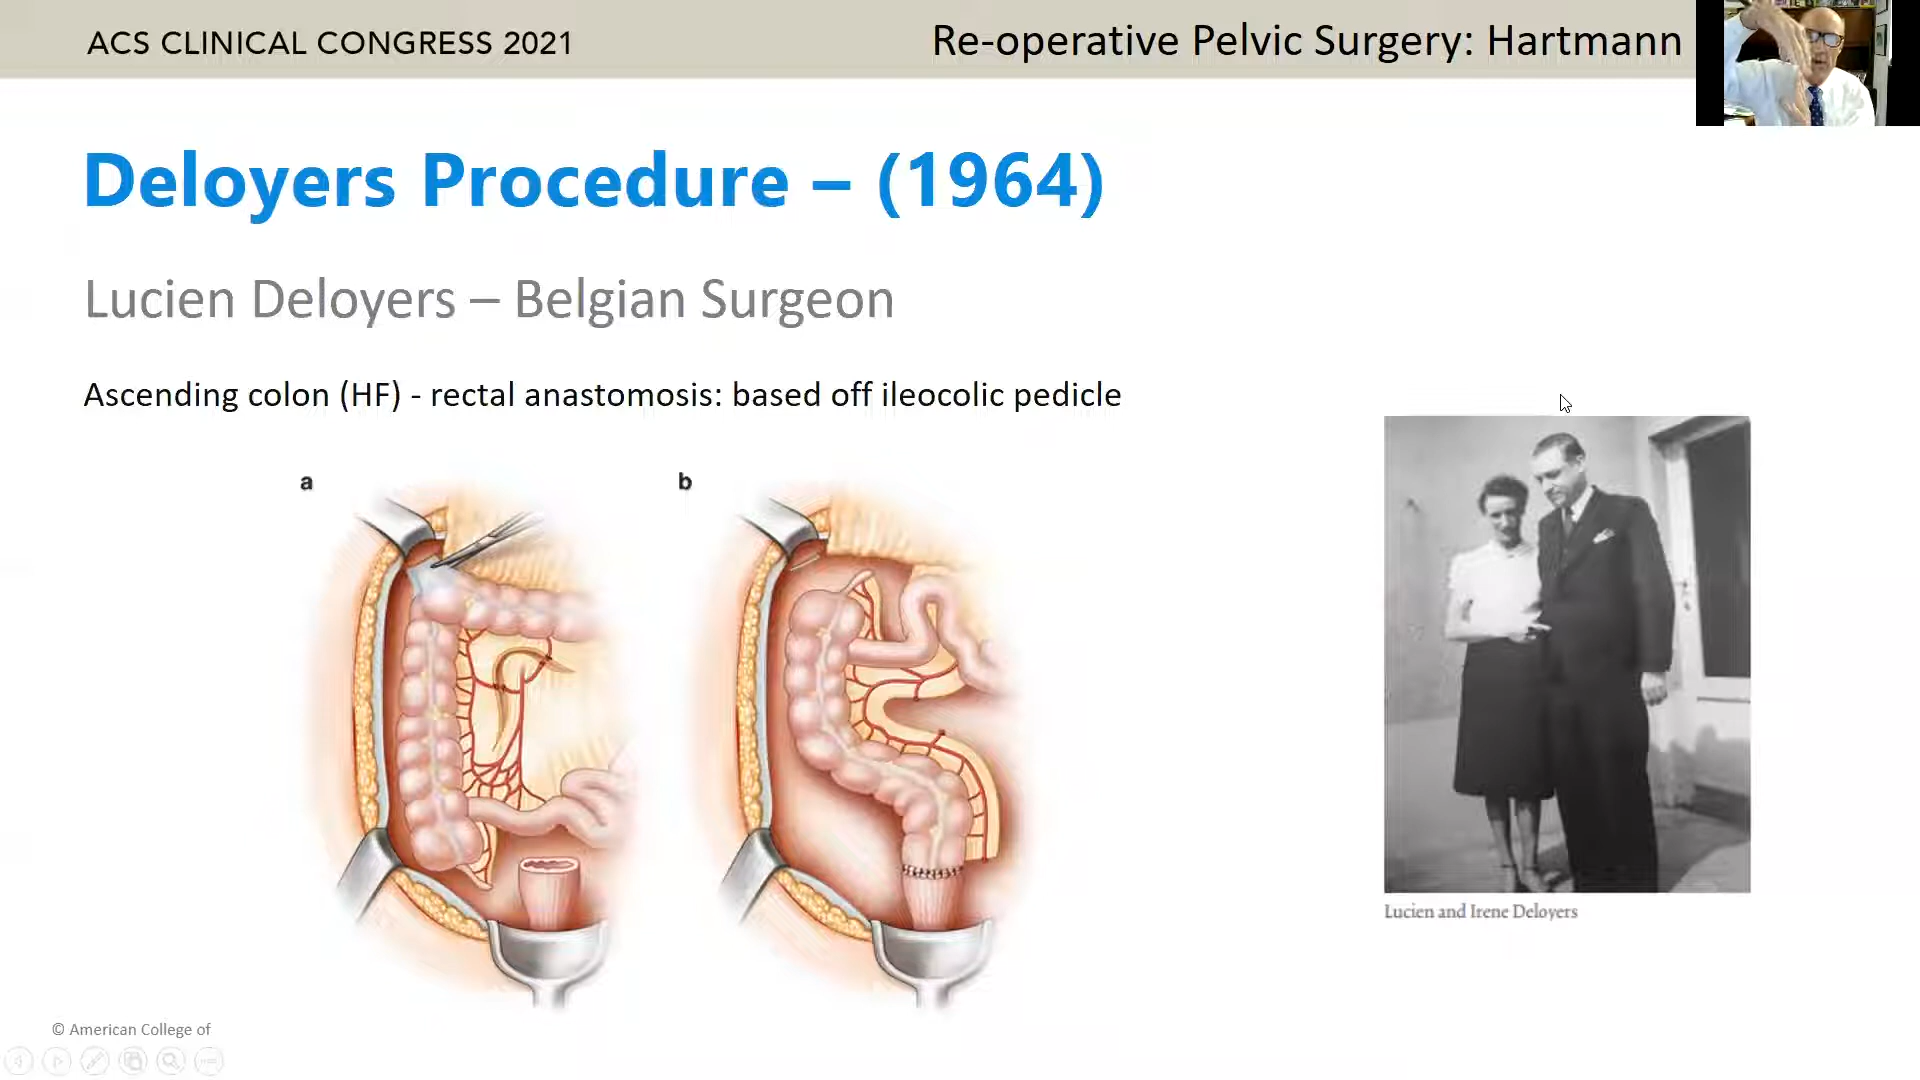 ACS CLINICAL CONGRESS 2021
Re-operative Pelvic Surgery: Hartmann
Deloyers Procedure – (1964)
Lucien Deloyers – Belgian Surgeon
Ascending colon (HF) - rectal anastomosis: based off ileocolic pedicle
a
b
Lucien and Irene Deloyers
© American College of